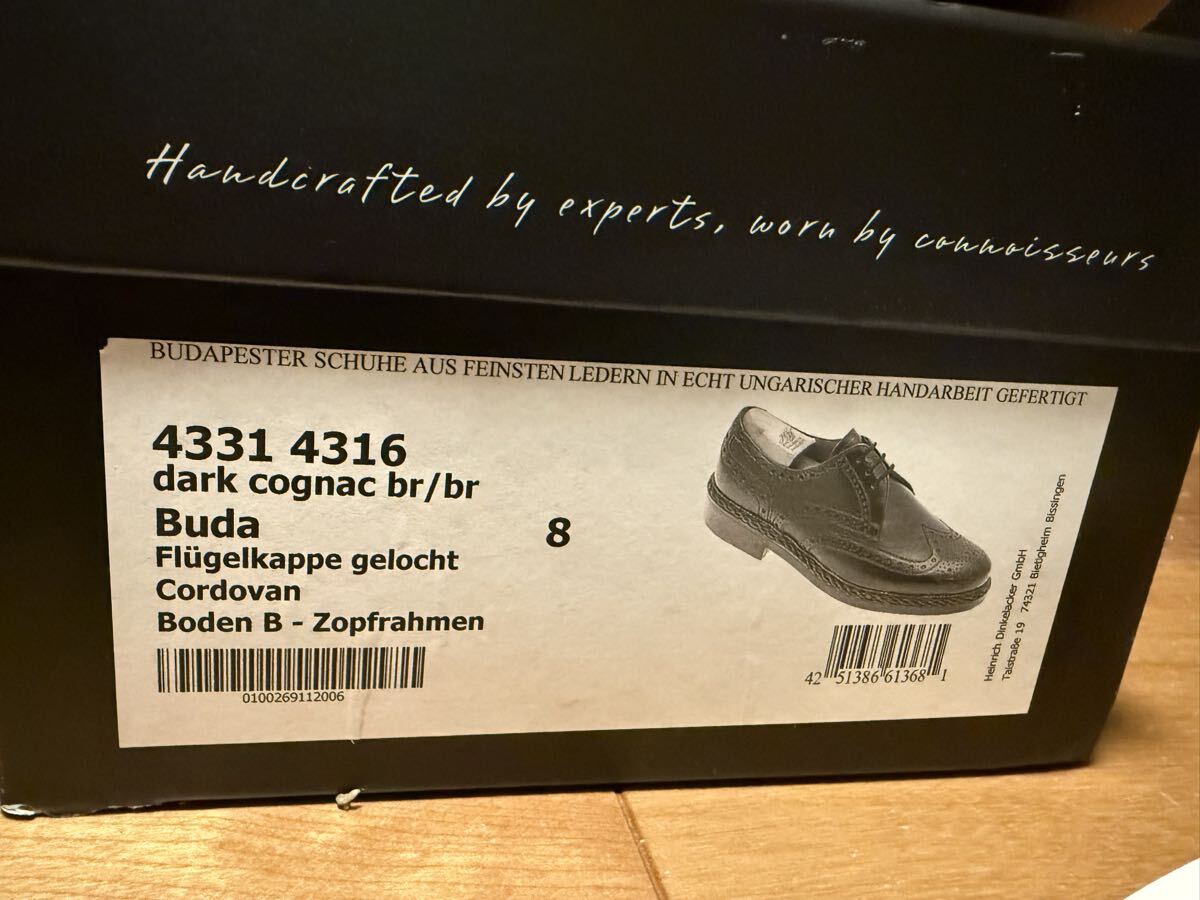 Handcrafted by experts, worn by connoisseurs
BUDAPESTER SCHUHE AUS FEINSTEN LEDERN IN ECHT UNGARISCHER HANDARBEIT GEFERTIGT
4331 4316
dark cognac br/br
Buda
8
Flügelkappe gelocht
Cordovan
Boden B - Zopfrahmen
0100269112006
42 51386 61368 1
Heinrich Dinkelacker GmbH
Talstraße 19 74321 Bietigheim Bissingen